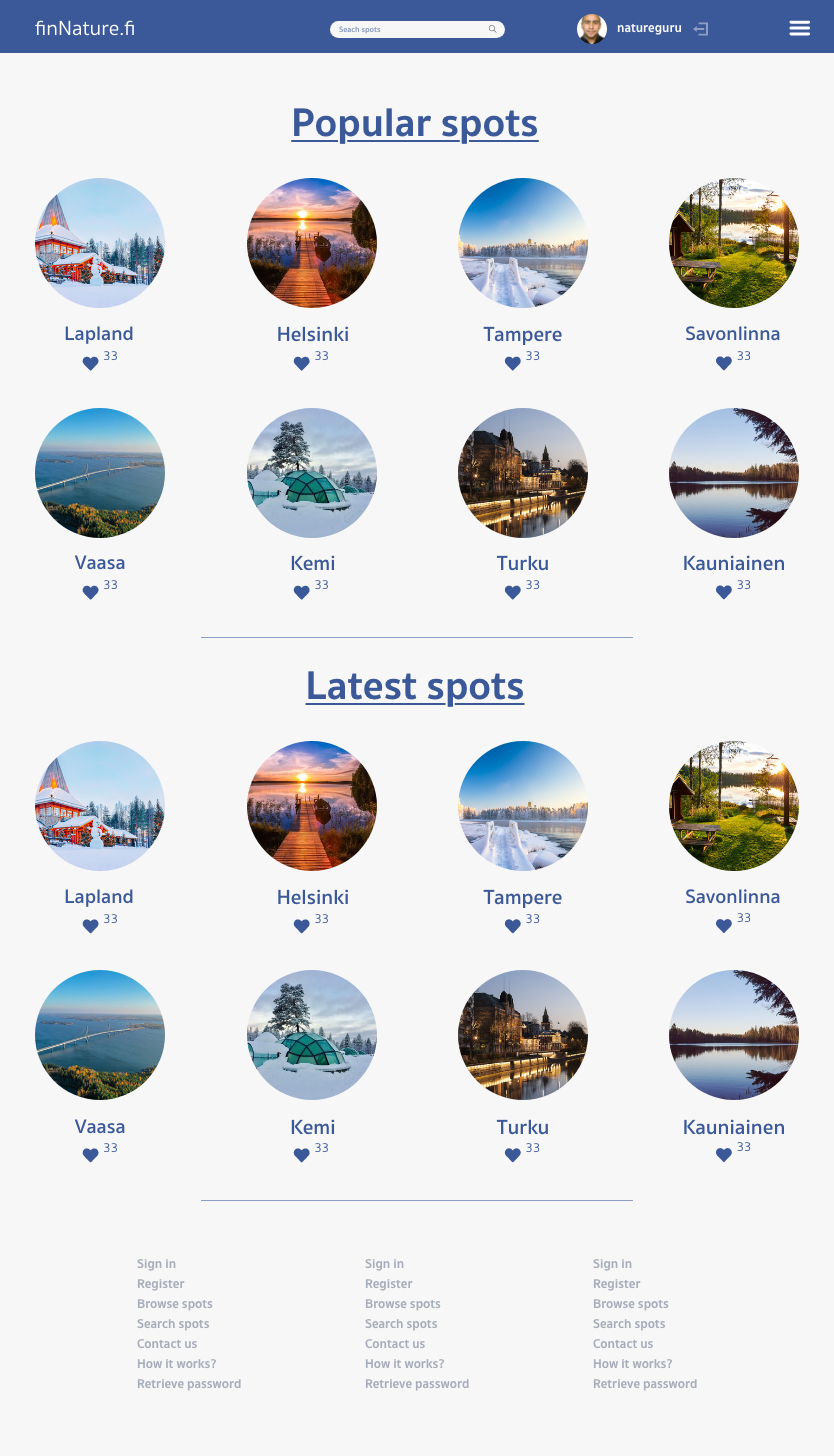 finNature.fi
Seach spots
natureguru
Popular spots
Lapland Helsinki Tampere Savonlinna
33 33 33 33
Vaasa Kemi Turku Kauniainen
33 33 33 33
Latest spots
Lapland Helsinki Tampere Savonlinna
33 33 33 33
Vaasa Kemi Turku Kauniainen
33 33 33 33
Sign in
Register
Browse spots
Search spots
Contact us
How it works?
Retrieve password
Sign in
Register
Browse spots
Search spots
Contact us
How it works?
Retrieve password
Sign in
Register
Browse spots
Search spots
Contact us
How it works?
Retrieve password